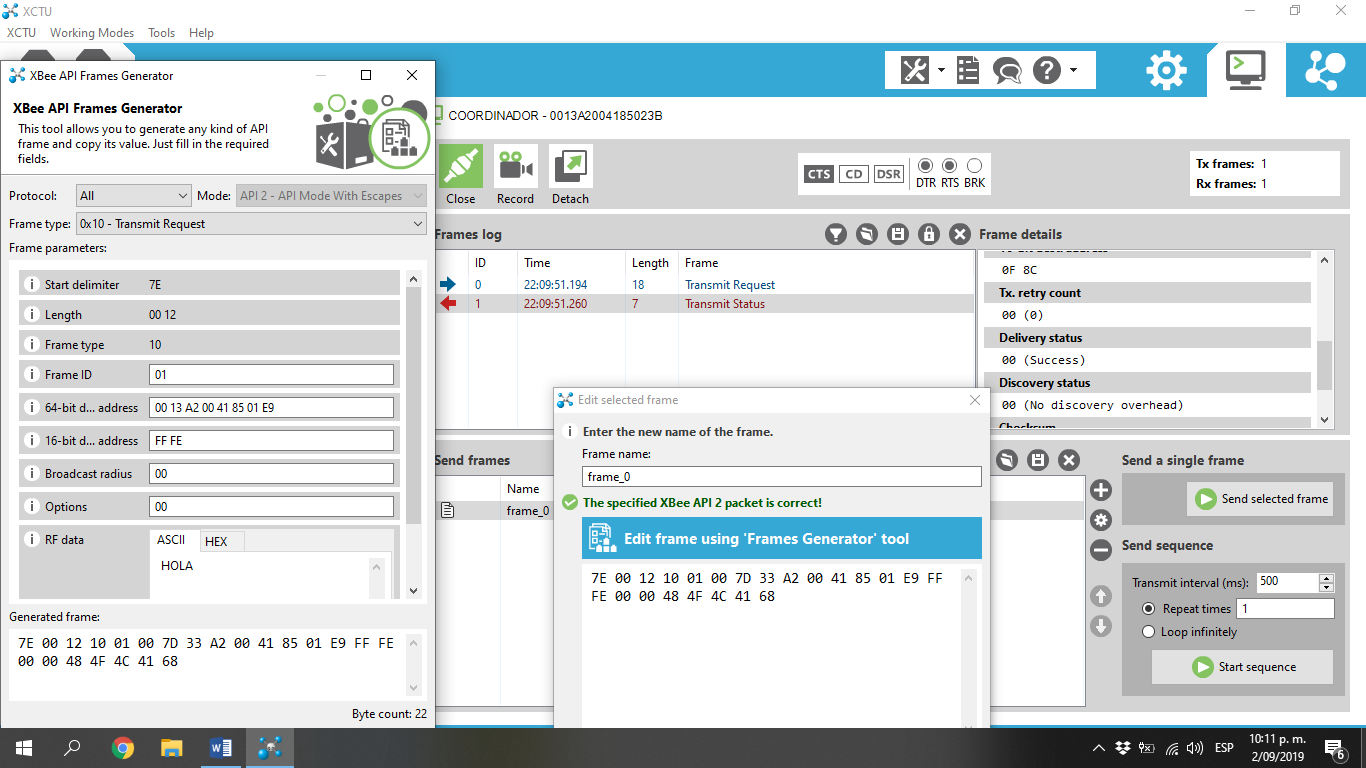 XCTU
XCTU Working Modes Tools Help
XBee API Frames Generator
XBee API Frames Generator
This tool allows you to generate any kind of API
frame and copy its value. Just fill in the required
fields.
Protocol: All Mode: API 2 - API Mode With Escapes
Frame type: 0x10 - Transmit Request
Frame parameters:
Start delimiter 7E
Length 00 12
Frame type 10
Frame ID 01
64-bit d... address 00 13 A2 00 41 85 01 E9
16-bit d... address FF FE
Broadcast radius 00
Options 00
RF data ASCII HEX
HOLA
Generated frame:
7E 00 12 10 01 00 7D 33 A2 00 41 85 01 E9 FF FE
00 00 48 4F 4C 41 68
Byte count: 22
COORDINADOR - 0013A2004185023B
Close Record Detach
CTS CD DSR DTR RTS BRK
Tx frames: 1
Rx frames: 1
Frames log
ID Time Length Frame
0 22:09:51.194 18 Transmit Request
1 22:09:51.260 7 Transmit Status
Frame details
0F 8C
Tx. retry count
00 (0)
Delivery status
00 (Success)
Discovery status
00 (No discovery overhead)
Checksum
Send frames
Name
frame_0
Edit selected frame
Enter the new name of the frame.
Frame name:
frame_0
The specified XBee API 2 packet is correct!
Edit frame using 'Frames Generator' tool
7E 00 12 10 01 00 7D 33 A2 00 41 85 01 E9 FF
FE 00 00 48 4F 4C 41 68
Send a single frame
Send selected frame
Send sequence
Transmit interval (ms): 500
Repeat times 1
Loop infinitely
Start sequence
ESP
10:11 p. m.
2/09/2019
6